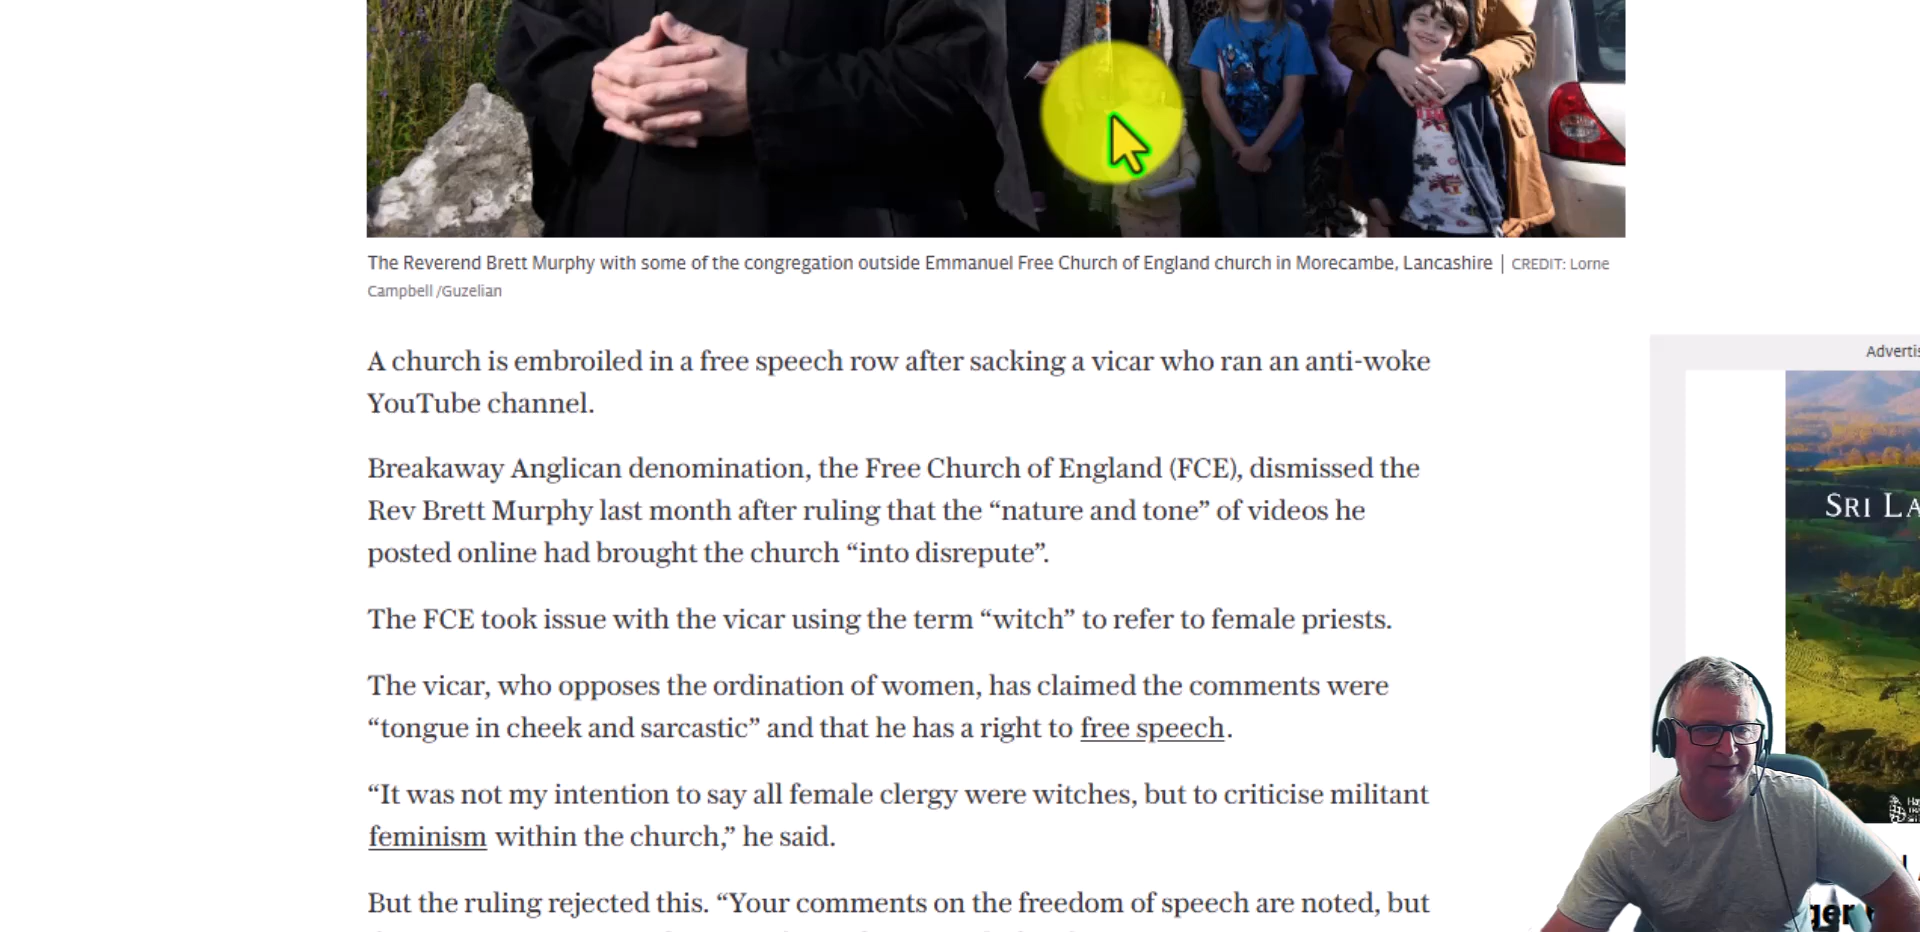 The Reverend Brett Murphy with some of the congregation outside Emmanuel Free Church of England church in Morecambe, Lancashire | CREDIT: Lorne
Campbell /Guzelian
A church is embroiled in a free speech row after sacking a vicar who ran an anti-woke
YouTube channel.
Breakaway Anglican denomination, the Free Church of England (FCE), dismissed the
Rev Brett Murphy last month after ruling that the “nature and tone” of videos he
posted online had brought the church “into disrepute”.
The FCE took issue with the vicar using the term “witch” to refer to female priests.
The vicar, who opposes the ordination of women, has claimed the comments were
“tongue in cheek and sarcastic” and that he has a right to free speech.
“It was not my intention to say all female clergy were witches, but to criticise militant
feminism within the church,” he said.
But the ruling rejected this. “Your comments on the freedom of speech are noted, but
Advertis
SRI LA